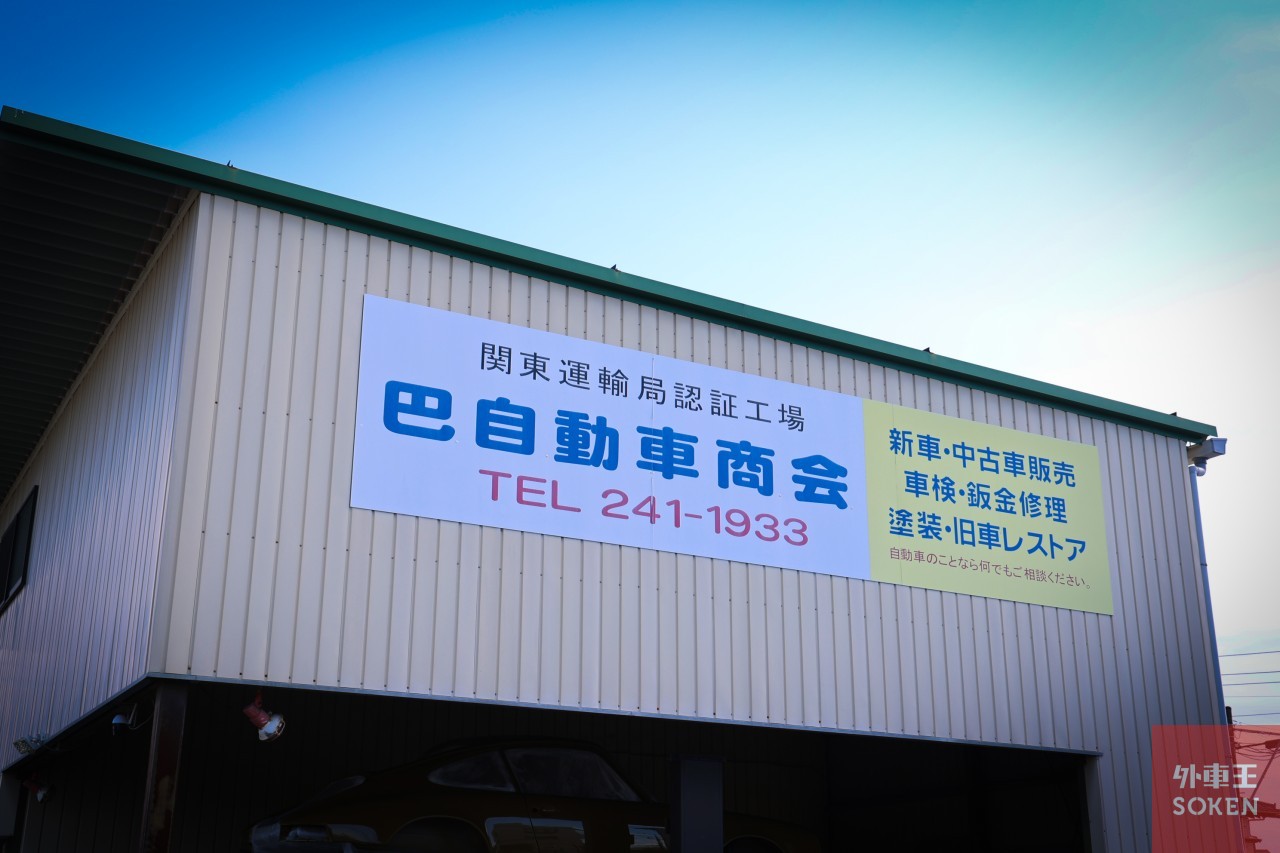 関東運輸局認証工場
巴自動車商会
TEL 241-1933
新車・中古車販売
車検・鈑金修理
塗装・旧車レストア
自動車のことなら何でもご相談ください。
外車王
SOKEN